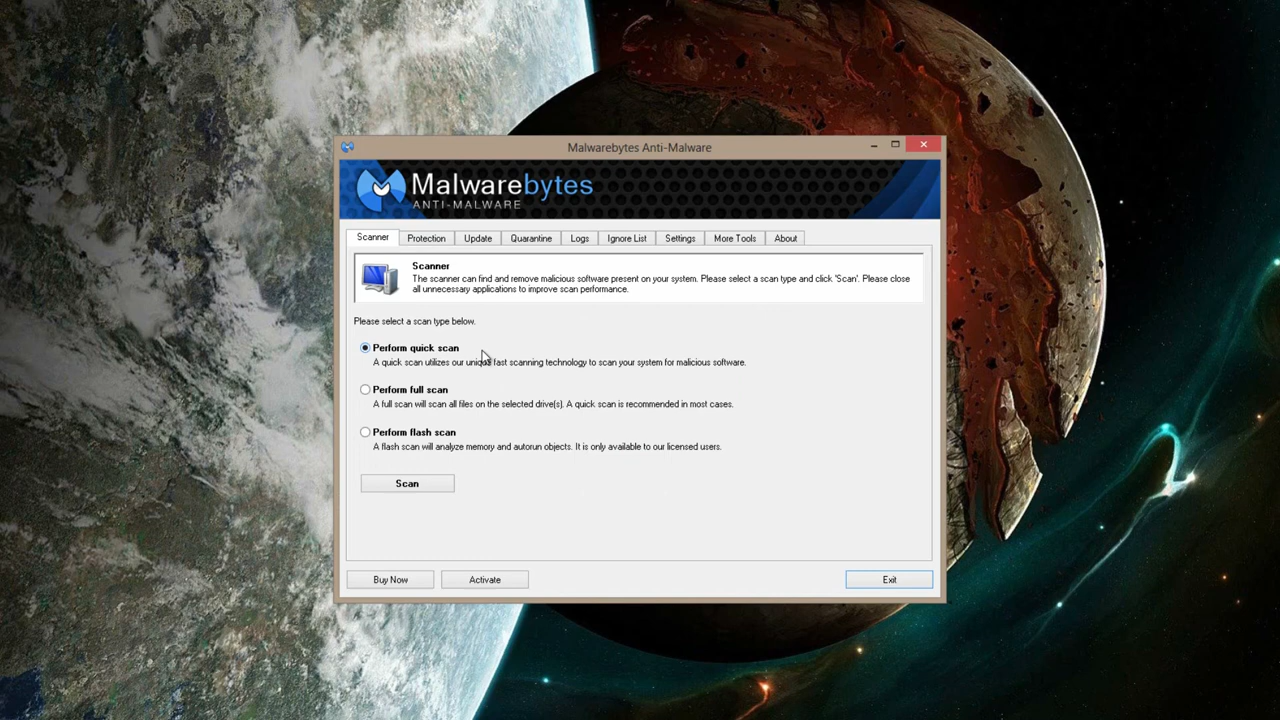 Malwarebytes Anti-Malware
Malwarebytes
ANTI-MALWARE
Scanner Protection Update Quarantine Logs Ignore List Settings More Tools About
Scanner
The scanner can find and remove malicious software present on your system. Please select a scan type and click 'Scan'. Please close
all unnecessary applications to improve scan performance.
Please select a scan type below.
Perform quick scan
A quick scan utilizes our unique fast scanning technology to scan your system for malicious software.
Perform full scan
A full scan will scan all files on the selected drive(s). A quick scan is recommended in most cases.
Perform flash scan
A flash scan will analyze memory and autorun objects. It is only available to our licensed users.
Scan
Buy Now Activate Exit